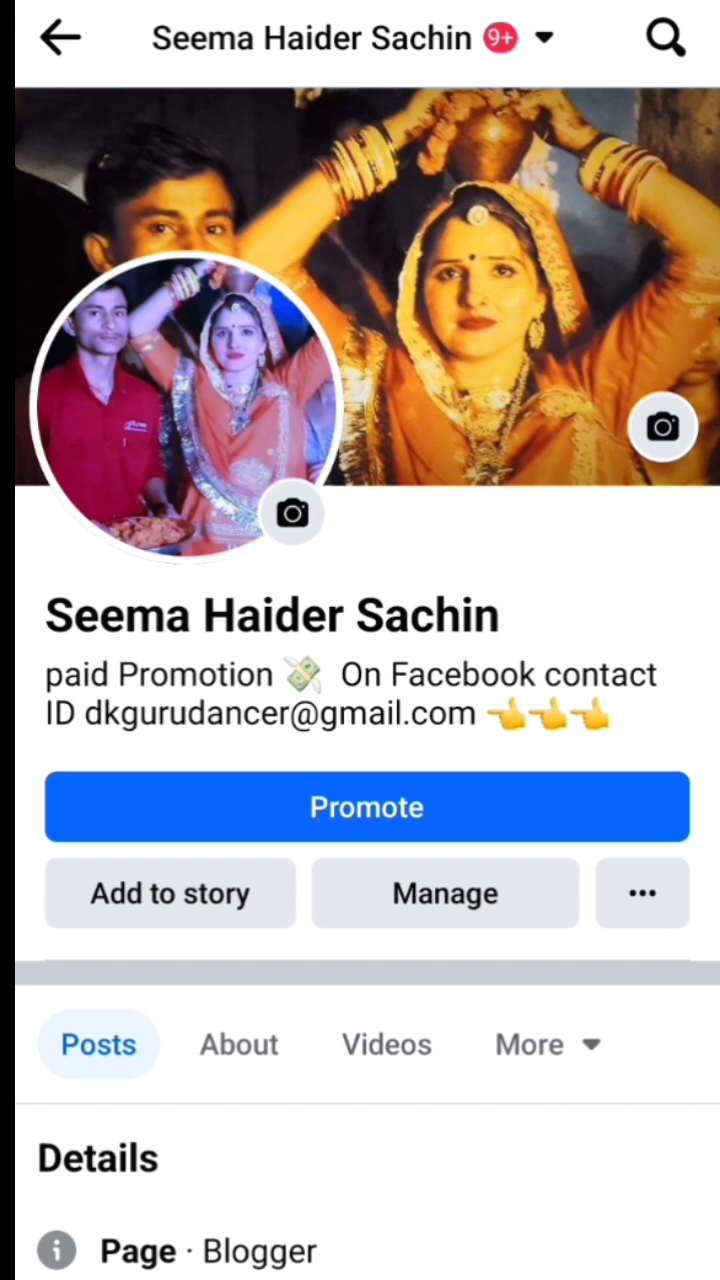 Seema Haider Sachin 9+
Seema Haider Sachin
paid Promotion 💸 On Facebook contact
ID dkgurudancer@gmail.com 👈👈👈
Promote
Add to story
Manage
Posts
About
Videos
More
Details
Page · Blogger